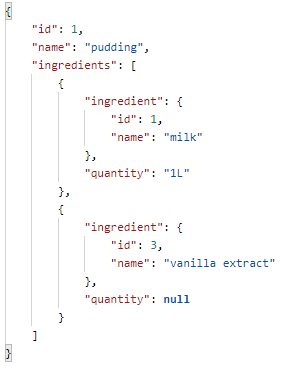 {
    "id": 1,
    "name": "pudding",
    "ingredients": [
        {
            "ingredient": {
                "id": 1,
                "name": "milk"
            },
            "quantity": "1L"
        },
        {
            "ingredient": {
                "id": 3,
                "name": "vanilla extract"
            },
            "quantity": null
        }
    ]
}